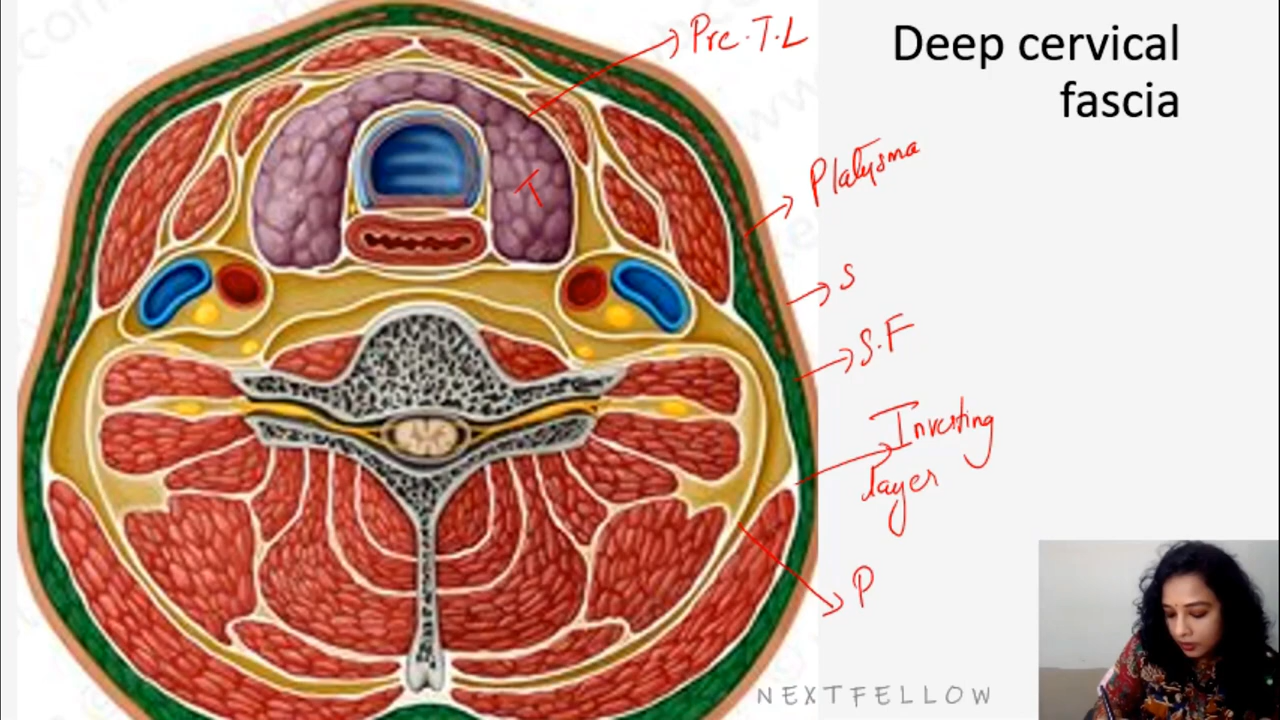 Deep cervical
fascia
Pre.T.L
Platysma
T
S
S.F
Investing
layer
P
NEXTFELLOW